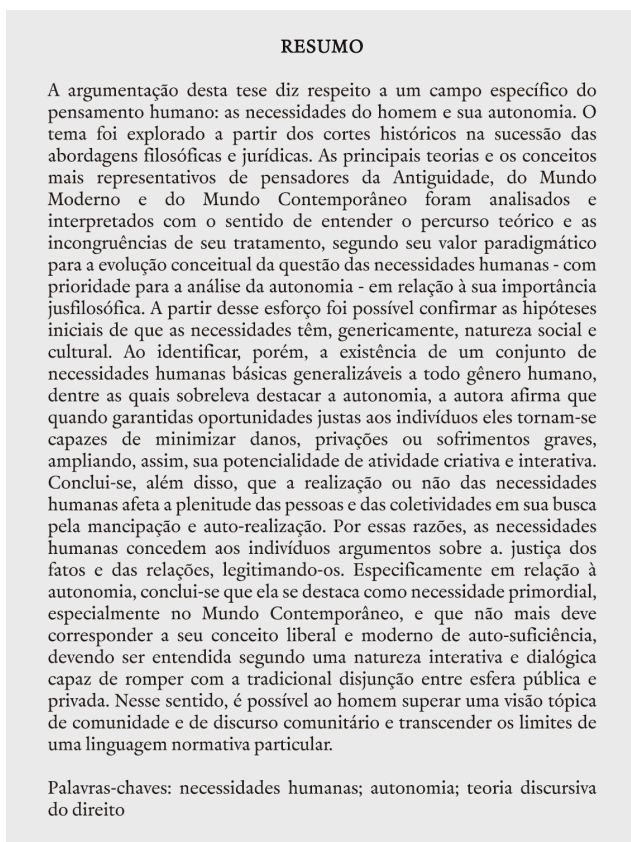 RESUMO
A argumentação desta tese diz respeito a um campo específico do
pensamento humano: as necessidades do homem e sua autonomia. O
tema foi explorado a partir dos cortes históricos na sucessão das
abordagens filosóficas e jurídicas. As principais teorias e os conceitos
mais representativos de pensadores da Antiguidade, do Mundo
Moderno e do Mundo Contemporâneo foram analisados e
interpretados com o sentido de entender o percurso teórico e as
incongruências de seu tratamento, segundo seu valor paradigmático
para a evolução conceitual da questão das necessidades humanas - com
prioridade para a análise da autonomia - em relação à sua importância
jusfilosófica. A partir desse esforço foi possível confirmar as hipóteses
iniciais de que as necessidades têm, genericamente, natureza social e
cultural. Ao identificar, porém, a existência de um conjunto de
necessidades humanas básicas generalizáveis a todo gênero humano,
dentre as quais sobreleva destacar a autonomia, a autora afirma que
quando garantidas oportunidades justas aos indivíduos eles tornam-se
capazes de minimizar danos, privações ou sofrimentos graves,
ampliando, assim, sua potencialidade de atividade criativa e interativa.
Conclui-se, além disso, que a realização ou não das necessidades
humanas afeta a plenitude das pessoas e das coletividades em sua busca
pela mancipação e auto-realização. Por essas razões, as necessidades
humanas concedem aos indivíduos argumentos sobre a. justiça dos
fatos e das relações, legitimando-os. Especificamente em relação à
autonomia, conclui-se que ela se destaca como necessidade primordial,
especialmente no Mundo Contemporâneo, e que não mais deve
corresponder a seu conceito liberal e moderno de auto-suficiência,
devendo ser entendida segundo uma natureza interativa e dialógica
capaz de romper com a tradicional disjunção entre esfera pública e
privada. Nesse sentido, é possível ao homem superar uma visão tópica
de comunidade e de discurso comunitário e transcender os limites de
uma linguagem normativa particular.
Palavras-chaves: necessidades humanas; autonomia; teoria discursiva
do direito